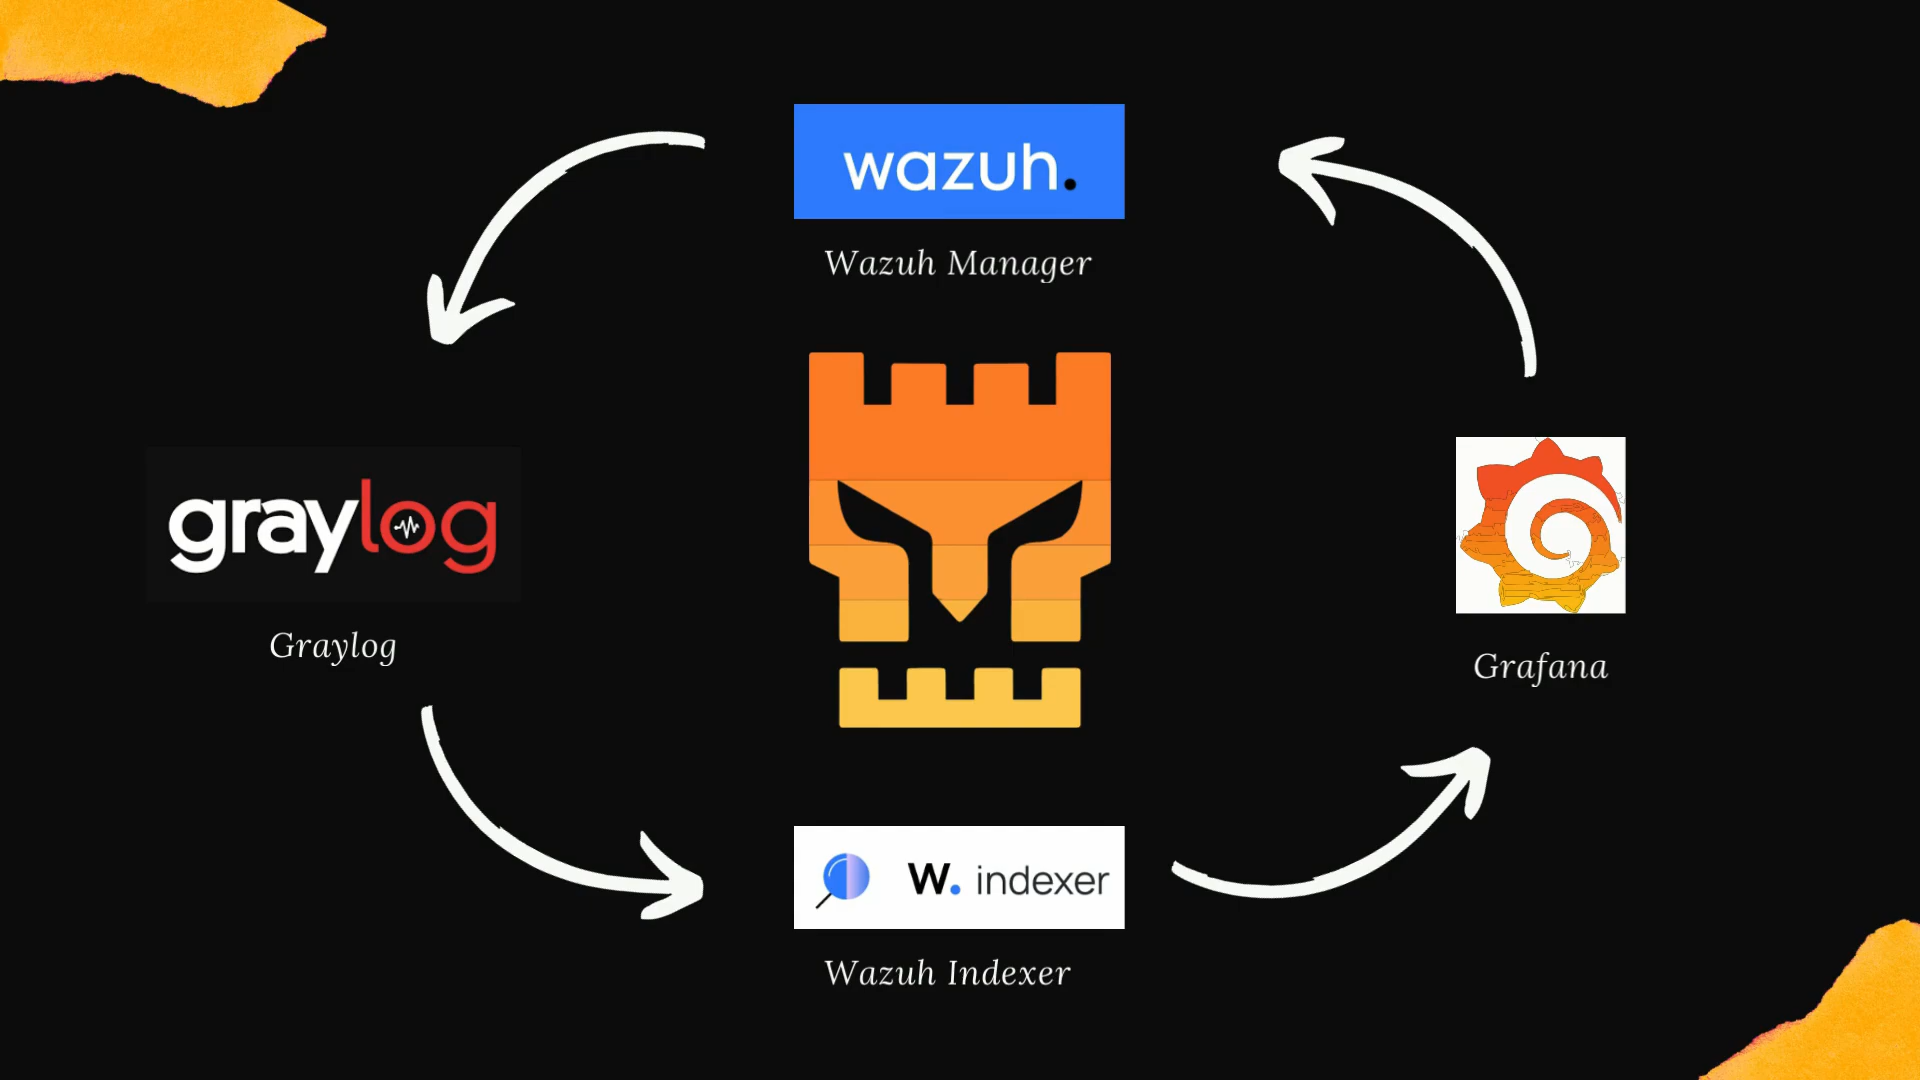 wazuh.
Wazuh Manager
graylog
Graylog
Grafana
W. indexer
Wazuh Indexer